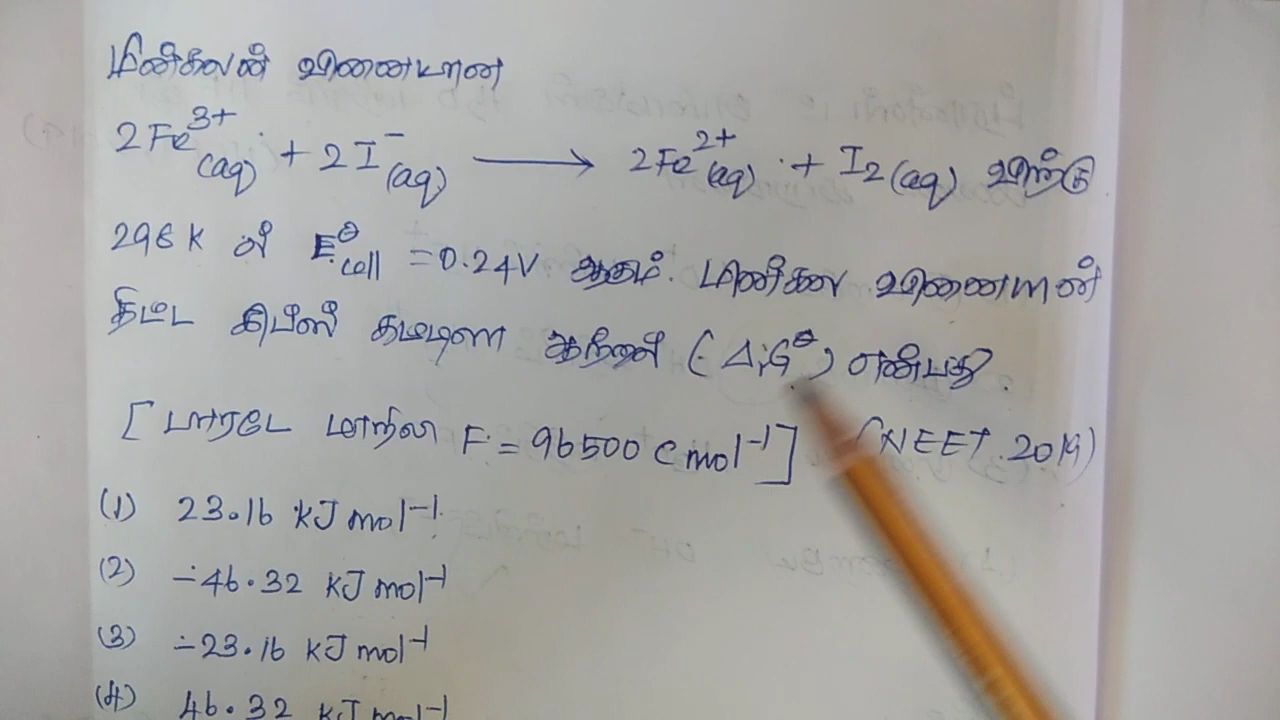 மின்கலன் வினையான
2Fe³⁺(aq) + 2I⁻(aq) ⟶ 2Fe²⁺(aq) + I₂(aq)
298 K ல் E°cell = 0.24V ஆகும். மின்கல வினையின்
திட்ட கிப்ஸ் கட்டிலா ஆற்றல் (ΔᵣG°) என்பது.
[பாரடே மாறிலி F = 96500 C mol⁻¹] (NEET 2019)
(1) 23.16 kJ mol⁻¹
(2) -46.32 kJ mol⁻¹
(3) -23.16 kJ mol⁻¹
(4) 46.32 kJ mol⁻¹